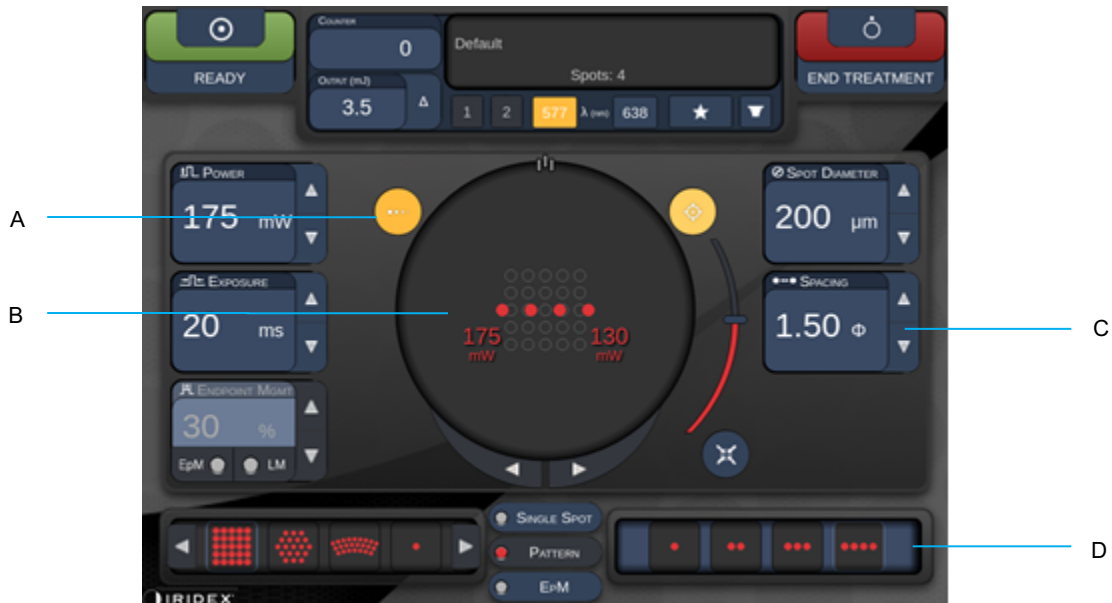 READY
COUNTER
0
OUTPUT (mJ)
3.5
Δ
Default
Spots: 4
1 2 577 λ (nm) 638
END TREATMENT
POWER
175 mW
EXPOSURE
20 ms
ENDPOINT MGMT
30 %
EpM LM
175 mW
130 mW
SPOT DIAMETER
200 μm
SPACING
1.50 Φ
SINGLE SPOT
PATTERN
EPM
IRIDEX
A
B
C
D